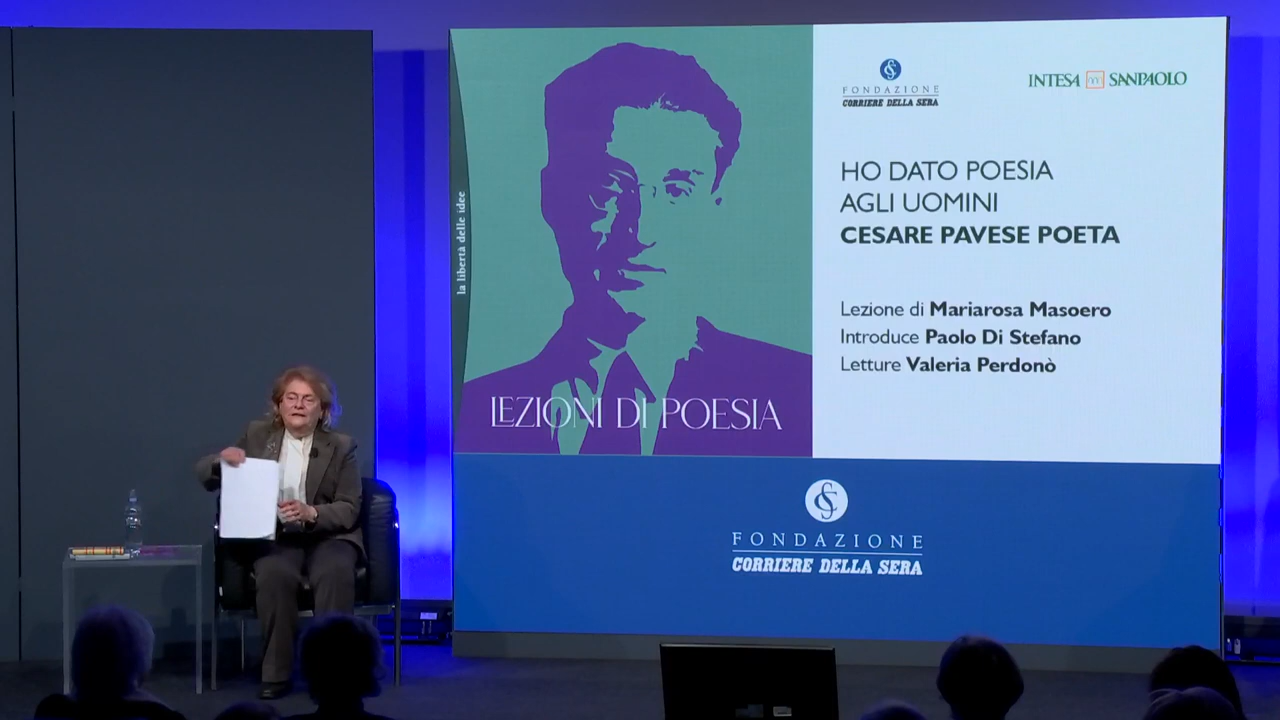 la libertà delle idee
LEZIONI DI POESIA
FONDAZIONE
CORRIERE DELLA SERA
INTESA SANPAOLO
HO DATO POESIA
AGLI UOMINI
CESARE PAVESE POETA
Lezione di Mariarosa Masoero
Introduce Paolo Di Stefano
Letture Valeria Perdonò
FONDAZIONE
CORRIERE DELLA SERA